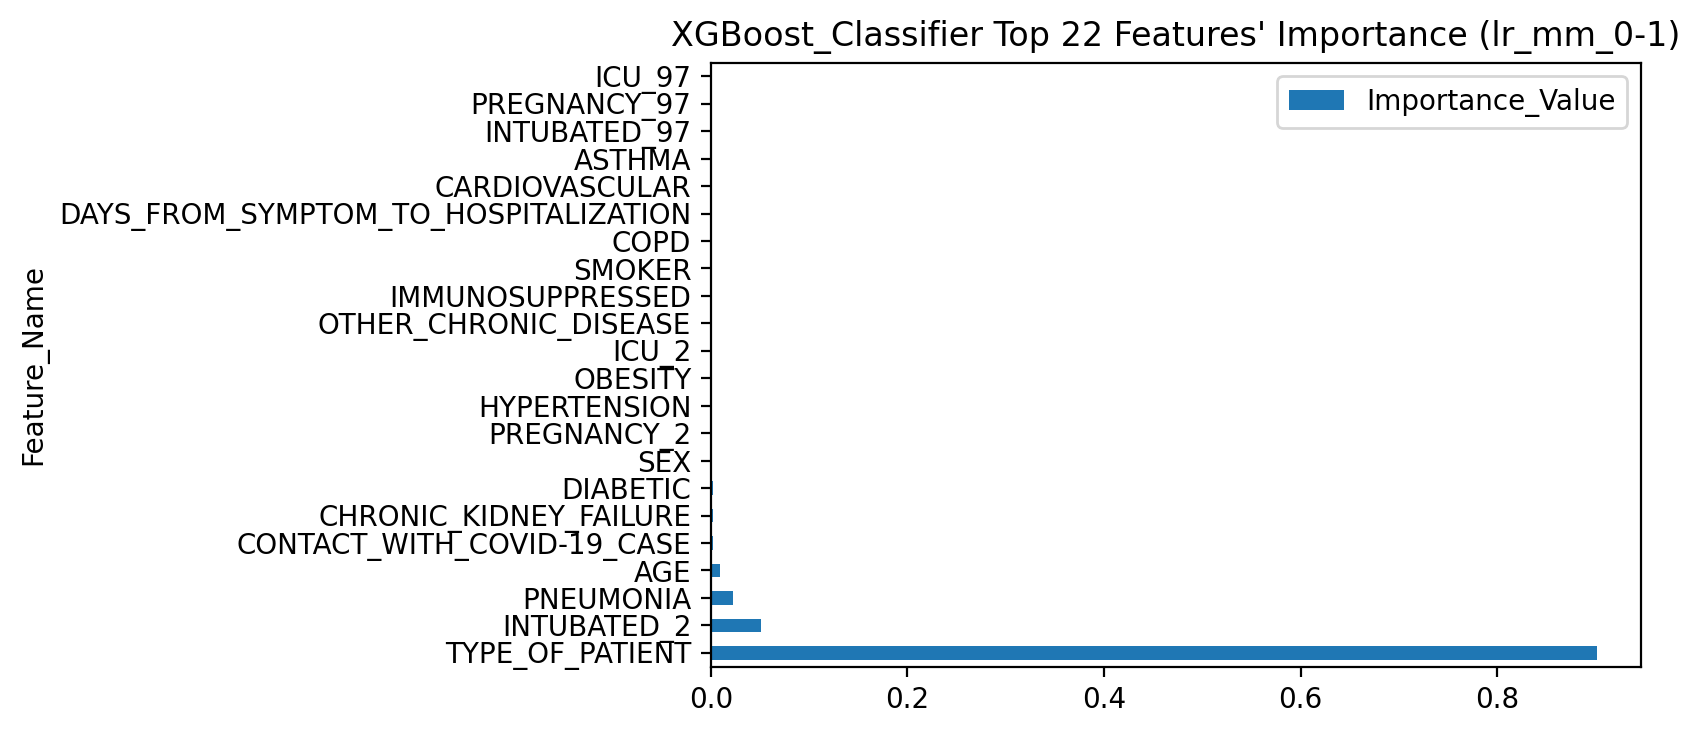 XGBoost_Classifier Top 22 Features' Importance (lr_mm_0-1)
Importance_Value
Feature_Name
ICU_97
PREGNANCY_97
INTUBATED_97
ASTHMA
CARDIOVASCULAR
DAYS_FROM_SYMPTOM_TO_HOSPITALIZATION
COPD
SMOKER
IMMUNOSUPPRESSED
OTHER_CHRONIC_DISEASE
ICU_2
OBESITY
HYPERTENSION
PREGNANCY_2
SEX
DIABETIC
CHRONIC_KIDNEY_FAILURE
CONTACT_WITH_COVID-19_CASE
AGE
PNEUMONIA
INTUBATED_2
TYPE_OF_PATIENT
0.0 0.2 0.4 0.6 0.8